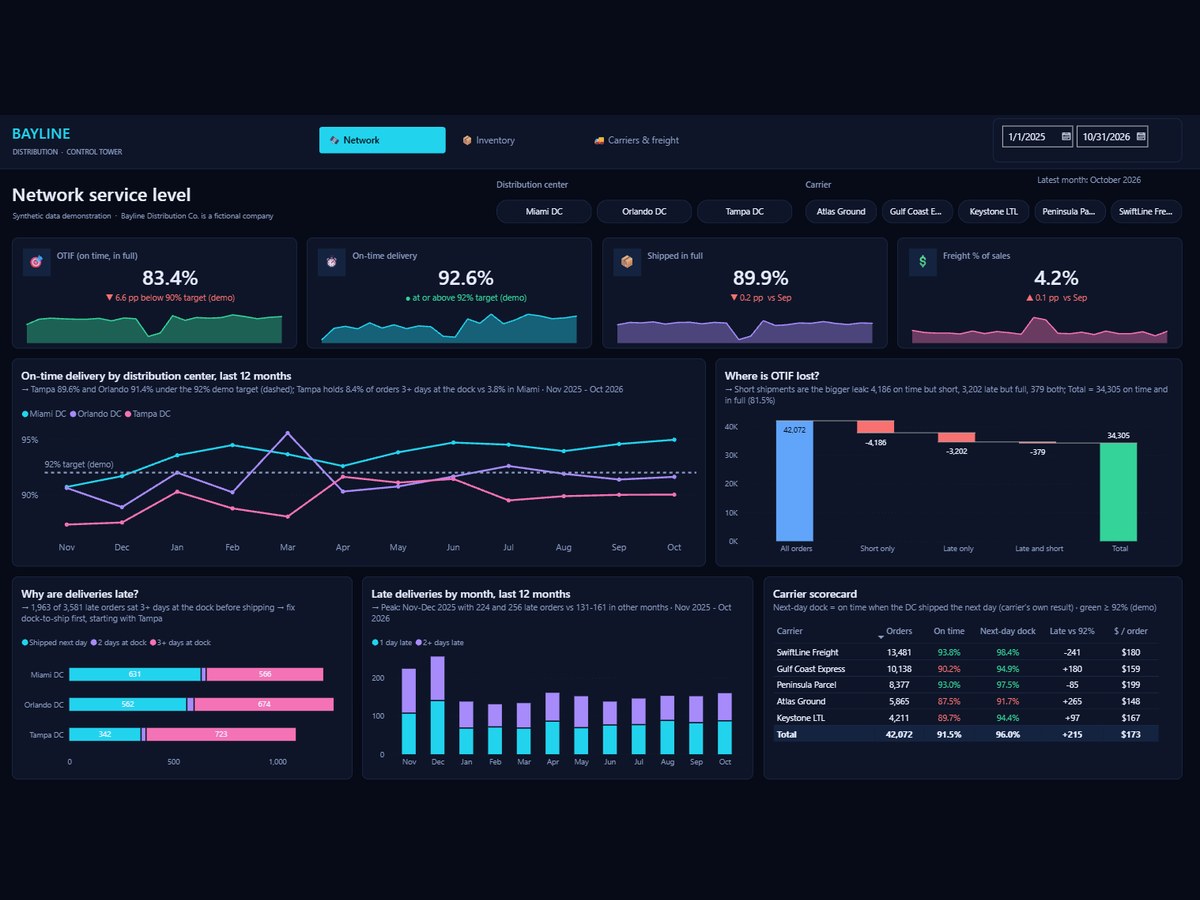 BAYLINE
DISTRIBUTION · CONTROL TOWER
Network
Inventory
Carriers & freight
1/1/2025
10/31/2026
Network service level
Synthetic data demonstration · Bayline Distribution Co. is a fictional company
Distribution center
Miami DC
Orlando DC
Tampa DC
Carrier
Latest month: October 2026
Atlas Ground
Gulf Coast E...
Keystone LTL
Peninsula Pa...
SwiftLine Fre...
OTIF (on time, in full)
83.4%
▼ 6.6 pp below 90% target (demo)
On-time delivery
92.6%
● at or above 92% target (demo)
Shipped in full
89.9%
▼ 0.2 pp vs Sep
$
Freight % of sales
4.2%
▲ 0.1 pp vs Sep
On-time delivery by distribution center, last 12 months
→ Tampa 89.6% and Orlando 91.4% under the 92% demo target (dashed); Tampa holds 8.4% of orders 3+ days at the dock vs 3.8% in Miami · Nov 2025 - Oct 2026
Miami DC Orlando DC Tampa DC
95%
92% target (demo)
90%
Nov Dec Jan Feb Mar Apr May Jun Jul Aug Sep Oct
Where is OTIF lost?
→ Short shipments are the bigger leak: 4,186 on time but short, 3,202 late but full, 379 both; Total = 34,305 on time and
in full (81.5%)
40K
30K
20K
10K
0K
42,072
-4,186
-3,202
-379
34,305
All orders Short only Late only Late and short Total
Why are deliveries late?
→ 1,963 of 3,581 late orders sat 3+ days at the dock before shipping → fix
dock-to-ship first, starting with Tampa
Shipped next day 2 days at dock 3+ days at dock
Miami DC 631 566
Orlando DC 562 674
Tampa DC 342 723
0 500 1,000
Late deliveries by month, last 12 months
→ Peak: Nov-Dec 2025 with 224 and 256 late orders vs 131-161 in other months · Nov 2025 - Oct
2026
1 day late 2+ days late
200
100
0
Nov Dec Jan Feb Mar Apr May Jun Jul Aug Sep Oct
Carrier scorecard
Next-day dock = on time when the DC shipped the next day (carrier's own result) · green ≥ 92% (demo)
Carrier Orders On time Next-day dock Late vs 92% $ / order
SwiftLine Freight 13,481 93.8% 98.4% -241 $180
Gulf Coast Express 10,138 90.2% 94.9% +180 $159
Peninsula Parcel 8,377 93.0% 97.5% -85 $199
Atlas Ground 5,865 87.5% 91.7% +265 $148
Keystone LTL 4,211 89.7% 94.4% +97 $167
Total 42,072 91.5% 96.0% +215 $173